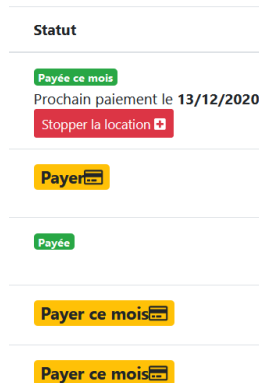 Statut
Payée ce mois
Prochain paiement le 13/12/2020
Stopper la location
Payer
Payée
Payer ce mois
Payer ce mois